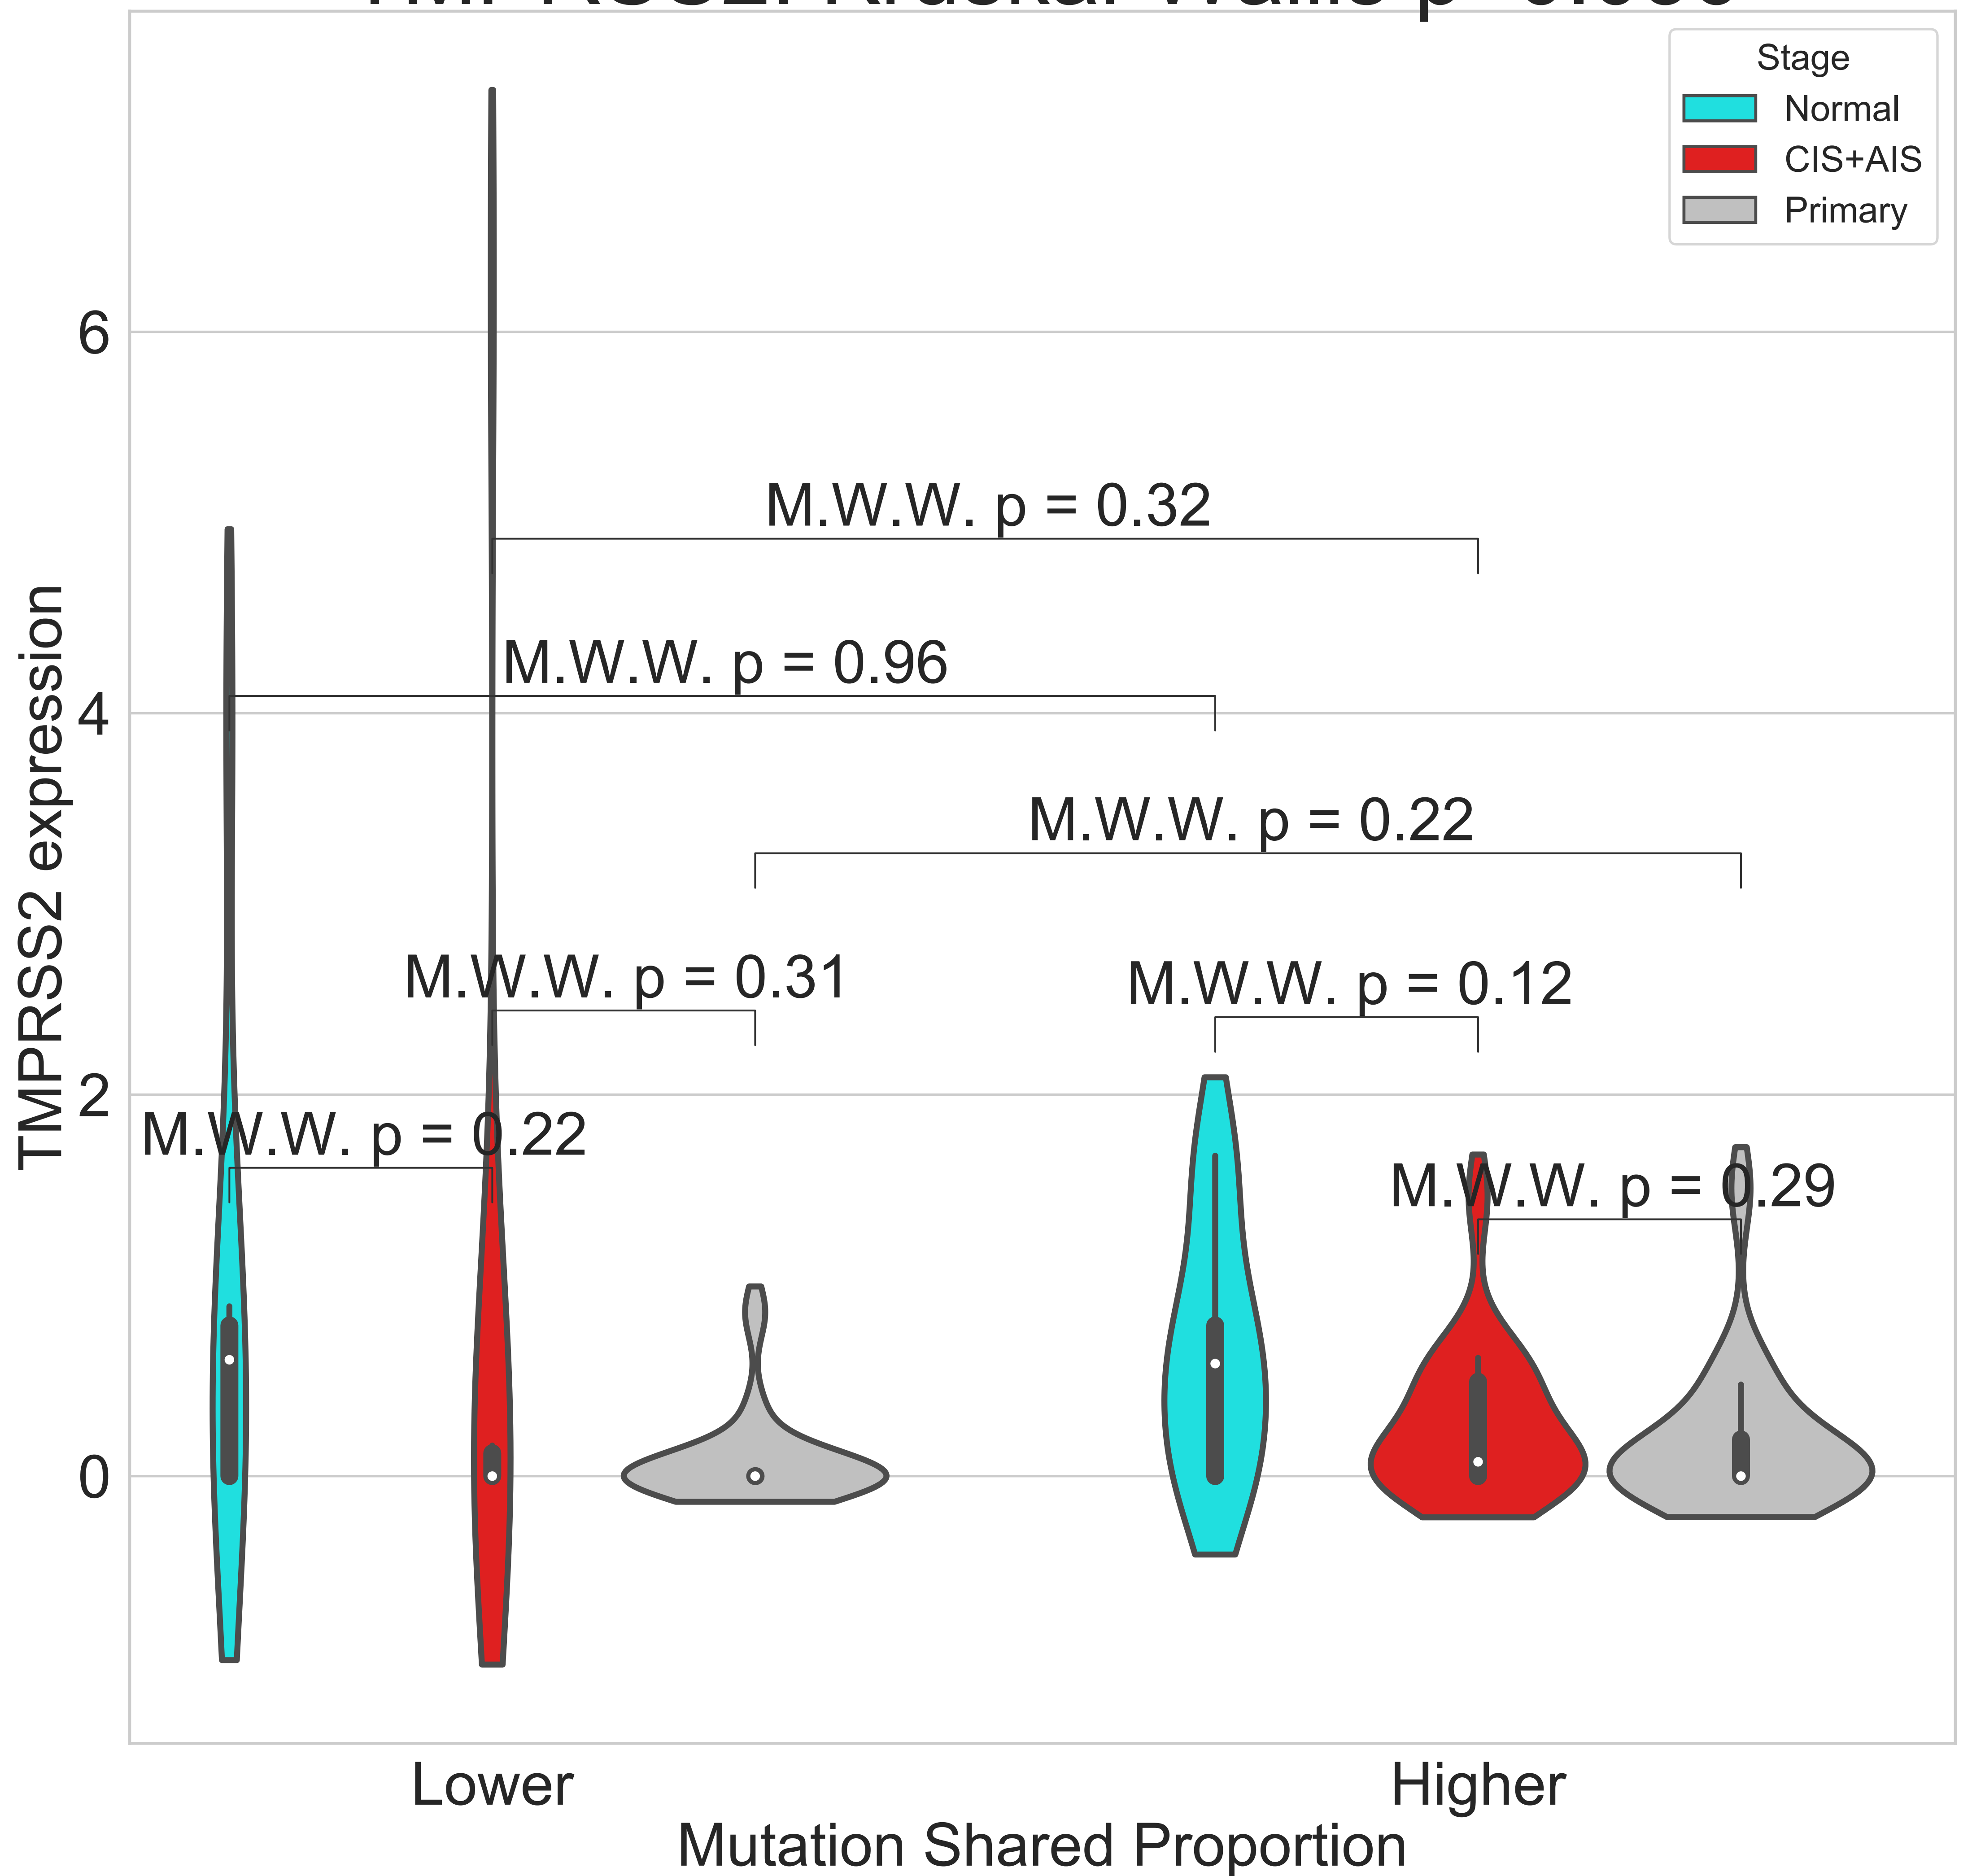 Stage
Normal
CIS+AIS
Primary
6
4
2
0
TMPRSS2 expression
M.W.W. p = 0.32
M.W.W. p = 0.96
M.W.W. p = 0.22
M.W.W. p = 0.31
M.W.W. p = 0.12
M.W.W. p = 0.22
M.W.W. p = 0.29
Lower
Higher
Mutation Shared Proportion